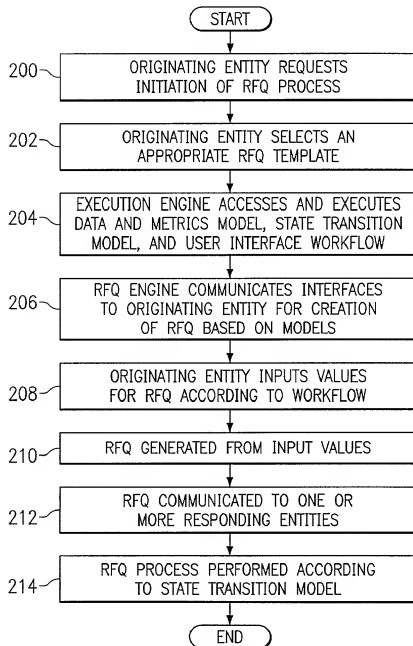 START
200
ORIGINATING ENTITY REQUESTS
INITIATION OF RFQ PROCESS
202
ORIGINATING ENTITY SELECTS AN
APPROPRIATE RFQ TEMPLATE
204
EXECUTION ENGINE ACCESSES AND EXECUTES
DATA AND METRICS MODEL, STATE TRANSITION
MODEL, AND USER INTERFACE WORKFLOW
206
RFQ ENGINE COMMUNICATES INTERFACES
TO ORIGINATING ENTITY FOR CREATION
OF RFQ BASED ON MODELS
208
ORIGINATING ENTITY INPUTS VALUES
FOR RFQ ACCORDING TO WORKFLOW
210
RFQ GENERATED FROM INPUT VALUES
212
RFQ COMMUNICATED TO ONE OR
MORE RESPONDING ENTITIES
214
RFQ PROCESS PERFORMED ACCORDING
TO STATE TRANSITION MODEL
END